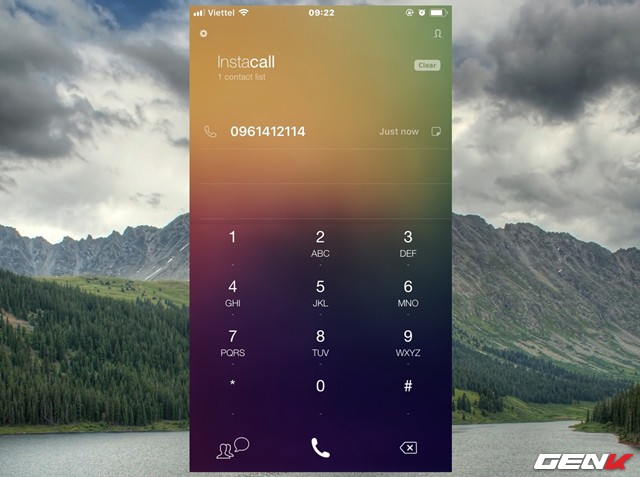 Viettel 09:22
Instacall
1 contact list
Clear
0961412114 Just now
1 2 3
ABC DEF
4 5 6
GHI JKL MNO
7 8 9
PQRS TUV WXYZ
* 0 #
GENK